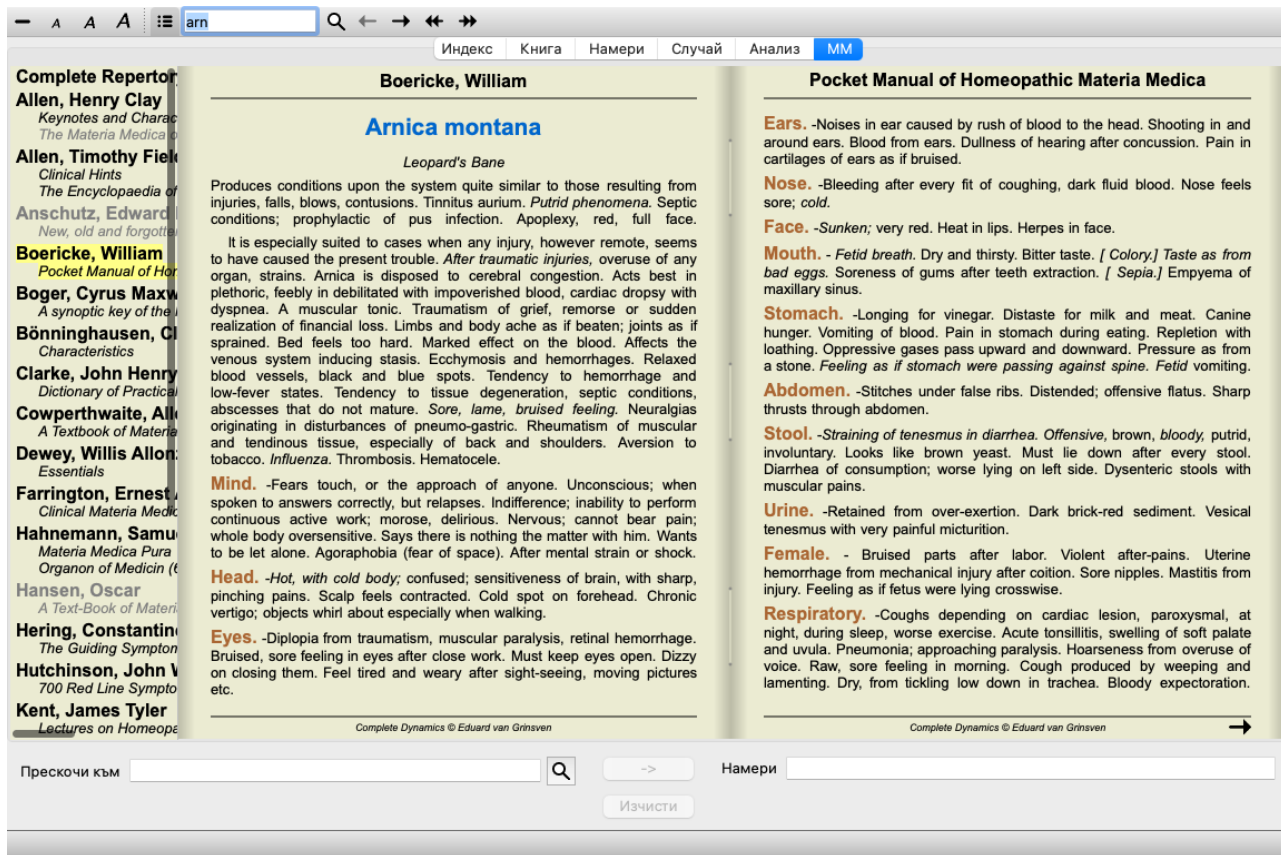 A A A arn
Индекс Книга Намери Случай Анализ ММ
Complete Repertory
Allen, Henry Clay
Keynotes and Charac
The Materia Medica o
Allen, Timothy Field
Clinical Hints
The Encyclopaedia of
Anschutz, Edward
New, old and forgotte
Boericke, William
Pocket Manual of Hom
Boger, Cyrus Maxw
A synoptic key of the
Bönninghausen, Cl
Characteristics
Clarke, John Henry
Dictionary of Practical
Cowperthwaite, Alle
A Textbook of Materia
Dewey, Willis Allon
Essentials
Farrington, Ernest
Clinical Materia Medic
Hahnemann, Samu
Materia Medica Pura
Organon of Medicin (6
Hansen, Oscar
A Text-Book of Materi
Hering, Constantin
The Guiding Symptom
Hutchinson, John W
700 Red Line Sympto
Kent, James Tyler
Lectures on Homeopa
Boericke, William
Arnica montana
Leopard's Bane
Produces conditions upon the system quite similar to those resulting from
injuries, falls, blows, contusions. Tinnitus aurium. Putrid phenomena. Septic
conditions; prophylactic of pus infection. Apoplexy, red, full face.
It is especially suited to cases when any injury, however remote, seems
to have caused the present trouble. After traumatic injuries, overuse of any
organ, strains. Arnica is disposed to cerebral congestion. Acts best in
plethoric, feebly in debilitated with impoverished blood, cardiac dropsy with
dyspnea. A muscular tonic. Traumatism of grief, remorse or sudden
realization of financial loss. Limbs and body ache as if beaten; joints as if
sprained. Bed feels too hard. Marked effect on the blood. Affects the
venous system inducing stasis. Ecchymosis and hemorrhages. Relaxed
blood vessels, black and blue spots. Tendency to hemorrhage and
low-fever states. Tendency to tissue degeneration, septic conditions,
abscesses that do not mature. Sore, lame, bruised feeling. Neuralgias
originating in disturbances of pneumo-gastric. Rheumatism of muscular
and tendinous tissue, especially of back and shoulders. Aversion to
tobacco. Influenza. Thrombosis. Hematocele.
Mind. -Fears touch, or the approach of anyone. Unconscious; when
spoken to answers correctly, but relapses. Indifference; inability to perform
continuous active work; morose, delirious. Nervous; cannot bear pain;
whole body oversensitive. Says there is nothing the matter with him. Wants
to be let alone. Agoraphobia (fear of space). After mental strain or shock.
Head. -Hot, with cold body; confused; sensitiveness of brain, with sharp,
pinching pains. Scalp feels contracted. Cold spot on forehead. Chronic
vertigo; objects whirl about especially when walking.
Eyes. -Diplopia from traumatism, muscular paralysis, retinal hemorrhage.
Bruised, sore feeling in eyes after close work. Must keep eyes open. Dizzy
on closing them. Feel tired and weary after sight-seeing, moving pictures
etc.
Complete Dynamics © Eduard van Grinsven
Pocket Manual of Homeopathic Materia Medica
Ears. -Noises in ear caused by rush of blood to the head. Shooting in and
around ears. Blood from ears. Dullness of hearing after concussion. Pain in
cartilages of ears as if bruised.
Nose. -Bleeding after every fit of coughing, dark fluid blood. Nose feels
sore; cold.
Face. -Sunken; very red. Heat in lips. Herpes in face.
Mouth. - Fetid breath. Dry and thirsty. Bitter taste. [ Colory.] Taste as from
bad eggs. Soreness of gums after teeth extraction. [ Sepia.] Empyema of
maxillary sinus.
Stomach. -Longing for vinegar. Distaste for milk and meat. Canine
hunger. Vomiting of blood. Pain in stomach during eating. Repletion with
loathing. Oppressive gases pass upward and downward. Pressure as from
a stone. Feeling as if stomach were passing against spine. Fetid vomiting.
Abdomen. -Stitches under false ribs. Distended; offensive flatus. Sharp
thrusts through abdomen.
Stool. -Straining of tenesmus in diarrhea. Offensive, brown, bloody, putrid,
involuntary. Looks like brown yeast. Must lie down after every stool.
Diarrhea of consumption; worse lying on left side. Dysenteric stools with
muscular pains.
Urine. -Retained from over-exertion. Dark brick-red sediment. Vesical
tenesmus with very painful micturition.
Female. - Bruised parts after labor. Violent after-pains. Uterine
hemorrhage from mechanical injury after coition. Sore nipples. Mastitis from
injury. Feeling as if fetus were lying crosswise.
Respiratory. -Coughs depending on cardiac lesion, paroxysmal, at
night, during sleep, worse exercise. Acute tonsillitis, swelling of soft palate
and uvula. Pneumonia; approaching paralysis. Hoarseness from overuse of
voice. Raw, sore feeling in morning. Cough produced by weeping and
lamenting. Dry, from tickling low down in trachea. Bloody expectoration.
Complete Dynamics © Eduard van Grinsven
Прескочи към -> Намери
Изчисти